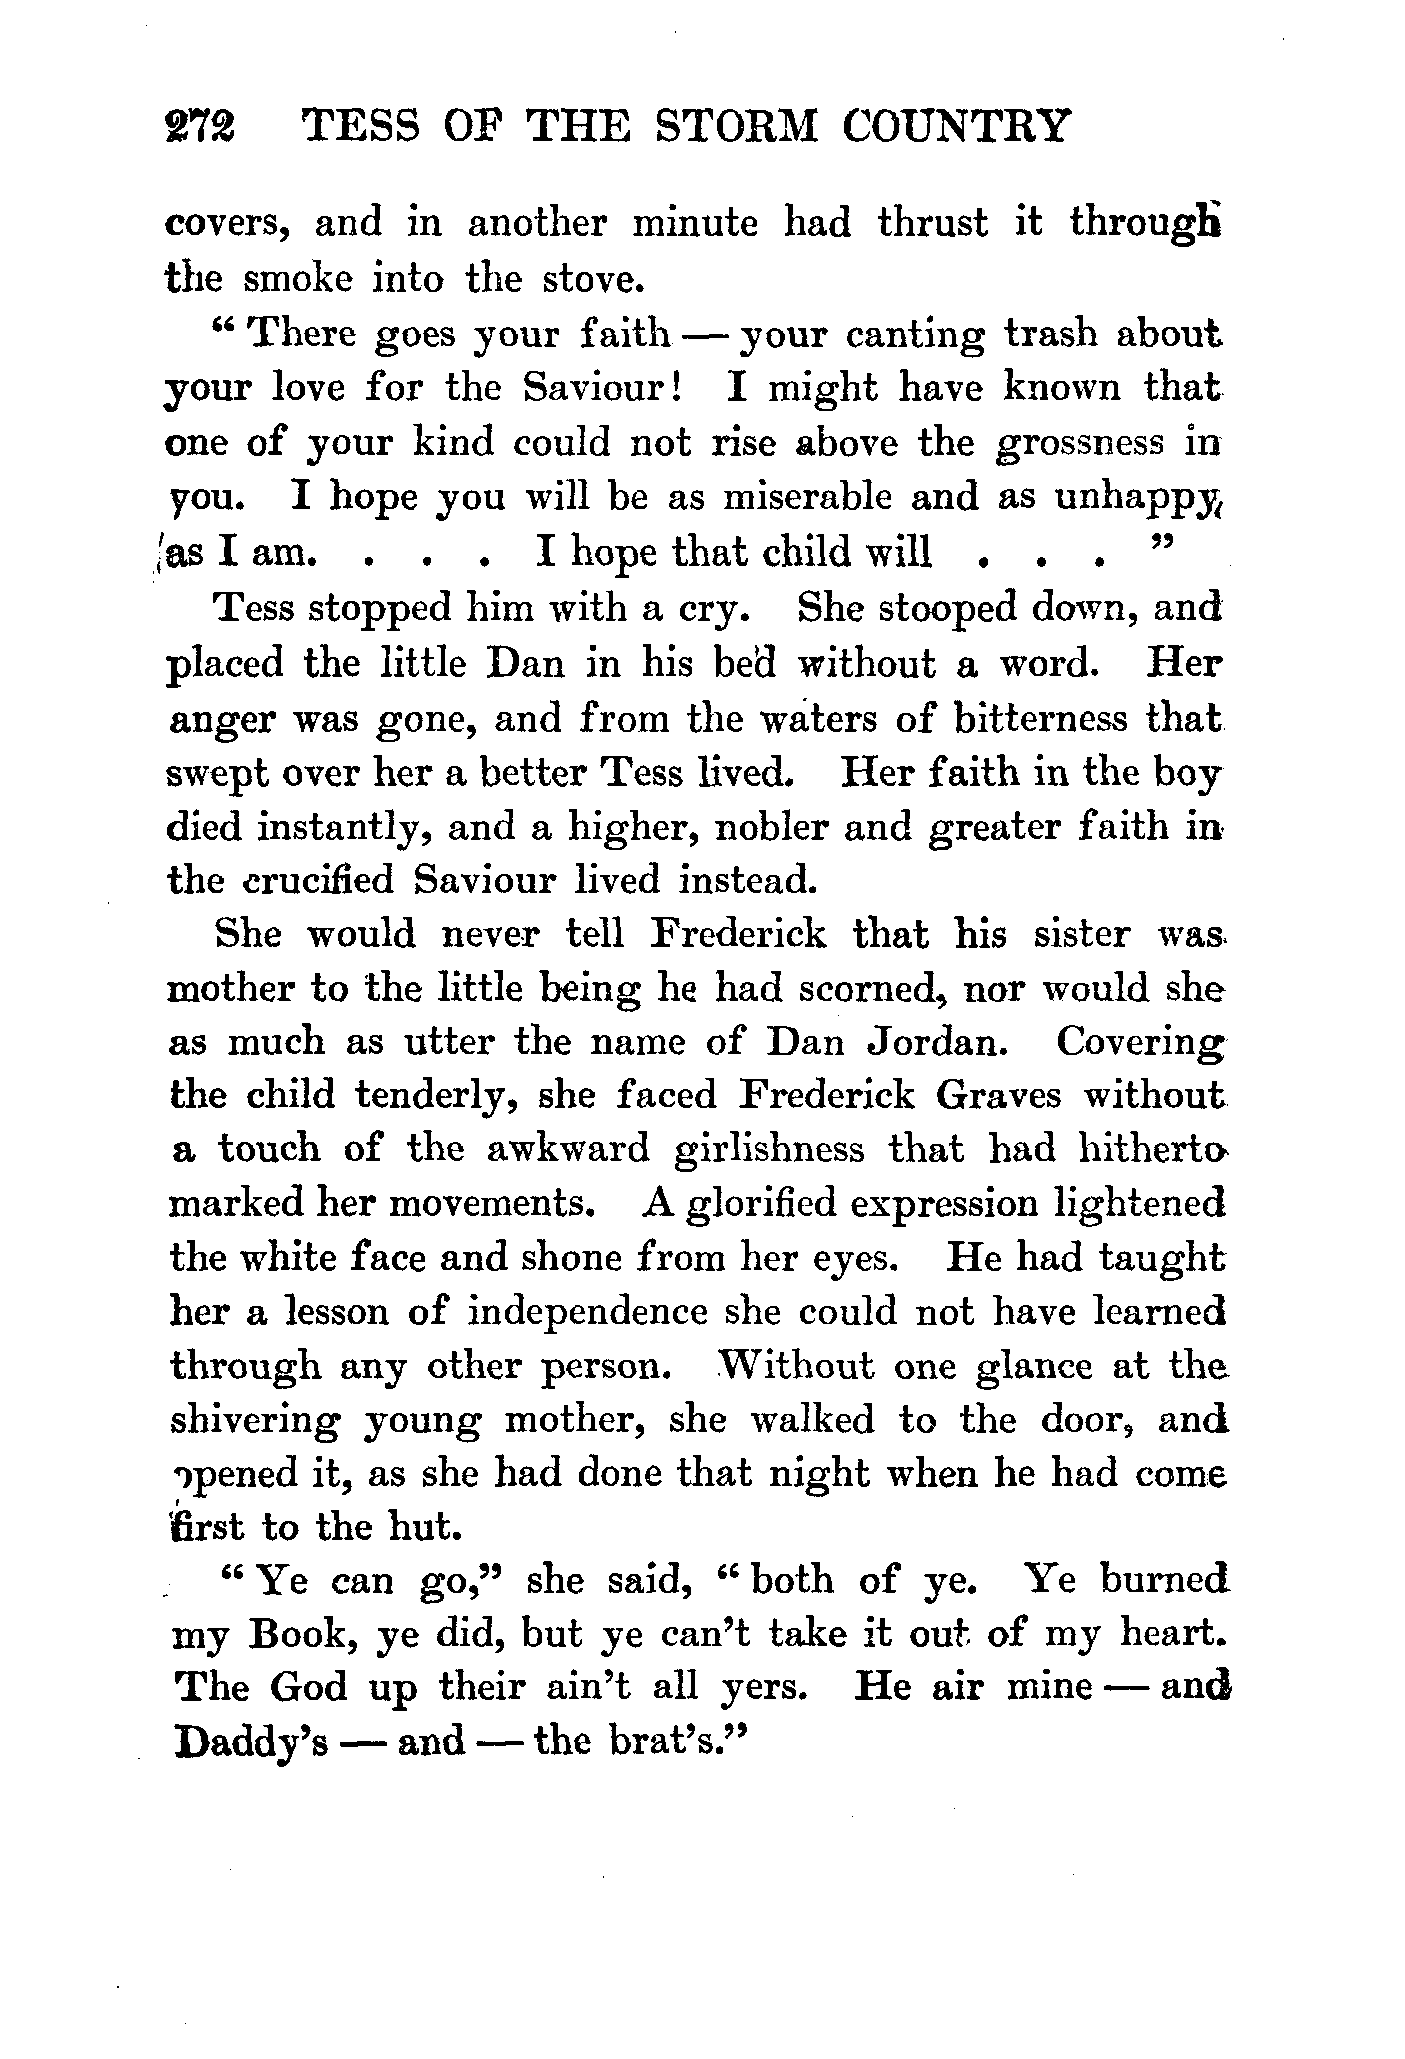 272 TESS OF THE STORM COUNTRY
covers, and in another minute had thrust it through
the smoke into the stove.
“There goes your faith — your canting trash about
your love for the Saviour! I might have known that
one of your kind could not rise above the grossness in
you. I hope you will be as miserable and as unhappy,
as I am. . . . I hope that child will . . . ”
Tess stopped him with a cry. She stooped down, and
placed the little Dan in his bed without a word. Her
anger was gone, and from the waters of bitterness that
swept over her a better Tess lived. Her faith in the boy
died instantly, and a higher, nobler and greater faith in
the crucified Saviour lived instead.
She would never tell Frederick that his sister was
mother to the little being he had scorned, nor would she
as much as utter the name of Dan Jordan. Covering
the child tenderly, she faced Frederick Graves without
a touch of the awkward girlishness that had hitherto
marked her movements. A glorified expression lightened
the white face and shone from her eyes. He had taught
her a lesson of independence she could not have learned
through any other person. Without one glance at the
shivering young mother, she walked to the door, and
opened it, as she had done that night when he had come
first to the hut.
“Ye can go,” she said, “both of ye. Ye burned
my Book, ye did, but ye can’t take it out of my heart.
The God up their ain’t all yers. He air mine — and
Daddy’s — and — the brat’s.”